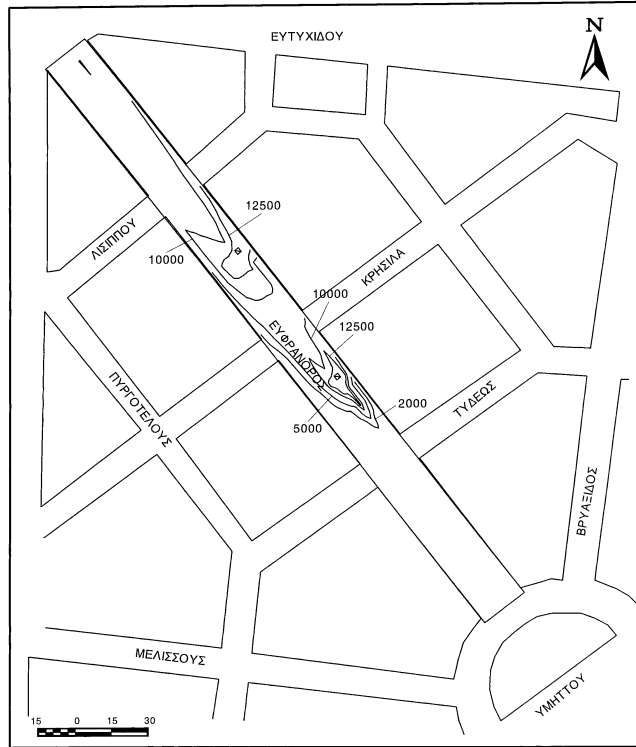 ΕΥΤΥΧΙΔΟΥ
N
12500
ΛΙΣΙΠΠΟΥ
10000
ΚΡΗΣΙΛΑ
10000
ΕΥΦΡΑΝΟΡΟΣ
12500
ΠΥΡΓΟΤΕΛΟΥΣ
2000
ΤΥΔΕΩΣ
5000
ΒΡΥΑΞΙΔΟΣ
ΜΕΛΙΣΣΟΥΣ
ΥΜΗΤΤΟΥ
15 0 15 30